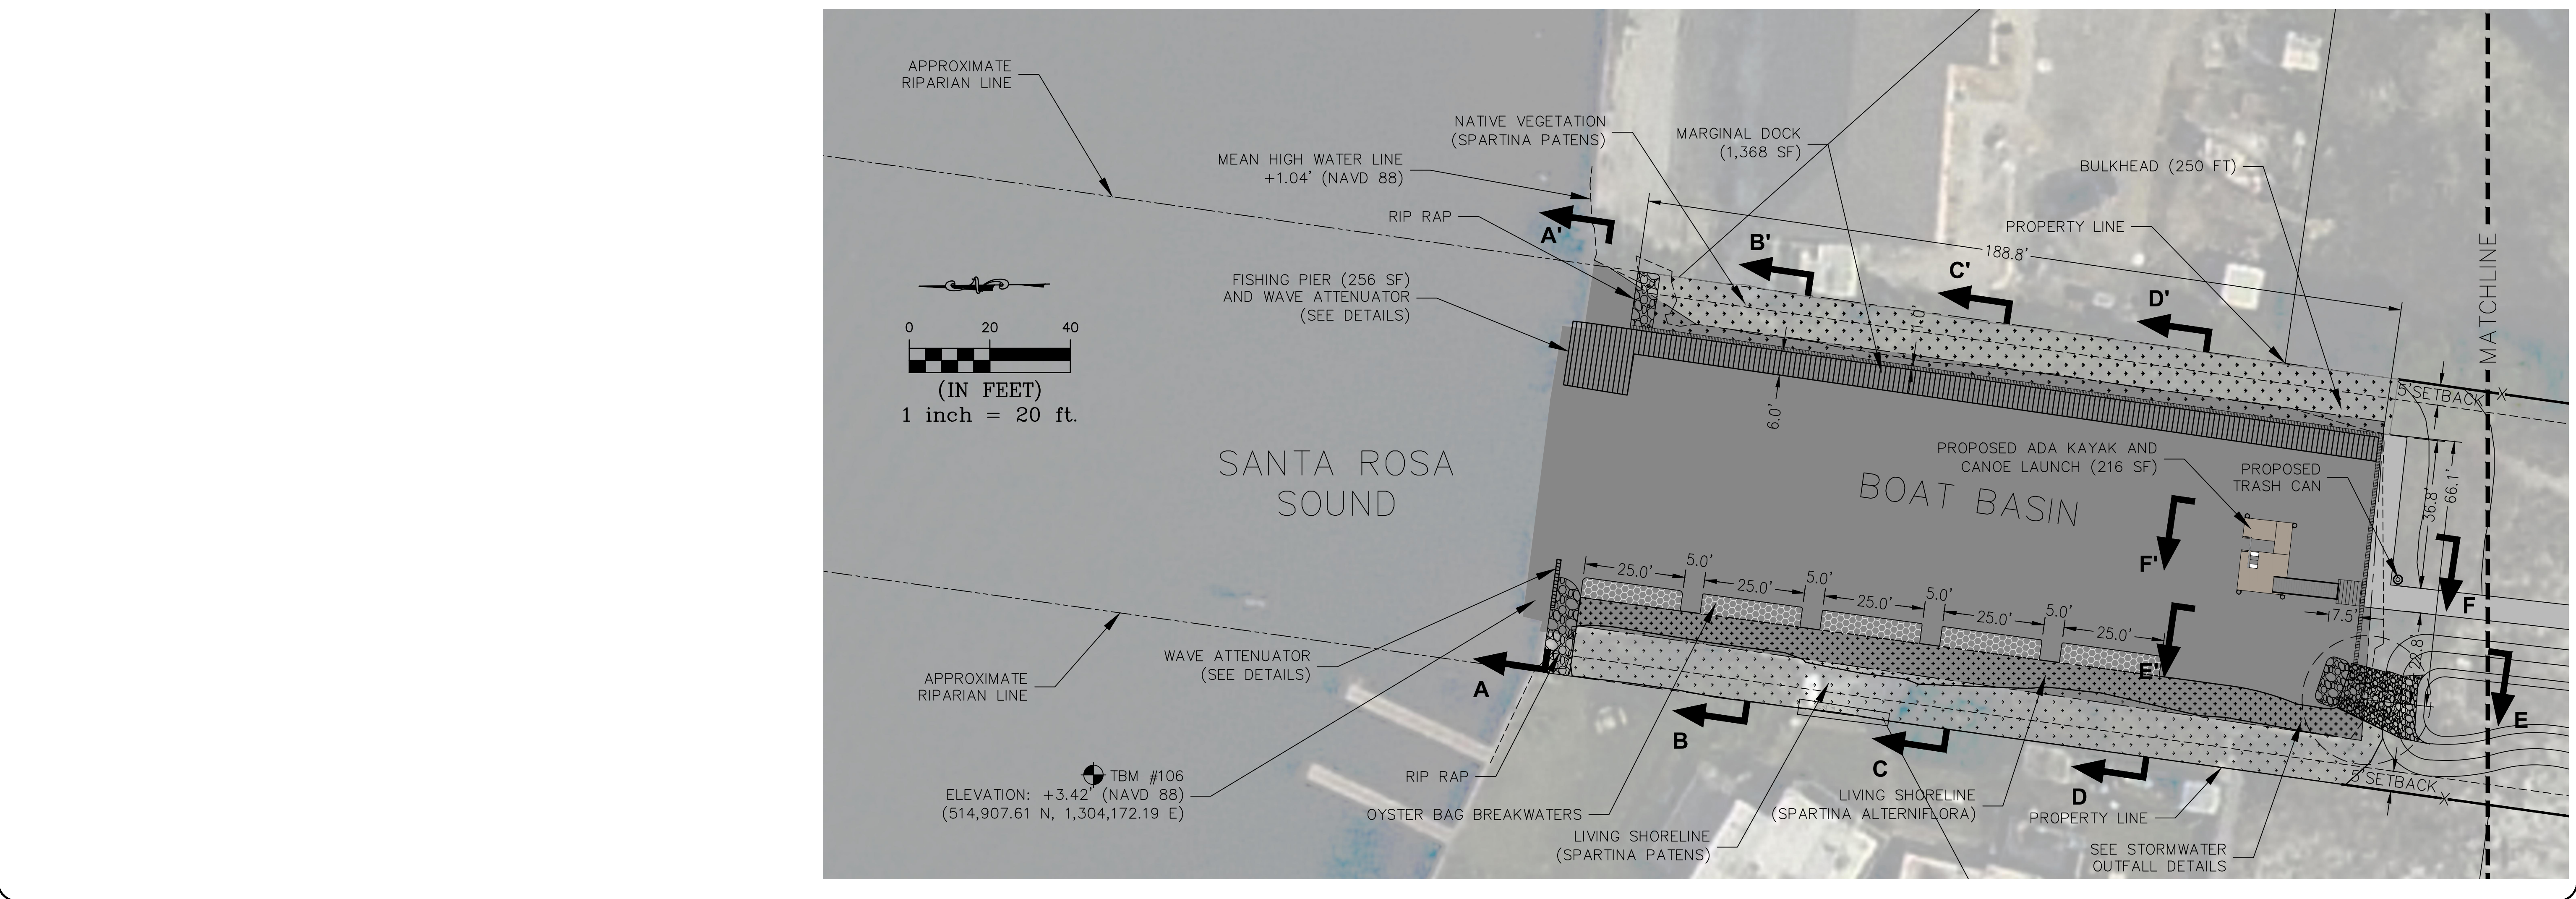 APPROXIMATE
RIPARIAN LINE
MEAN HIGH WATER LINE
+1.04' (NAVD 88)
NATIVE VEGETATION
(SPARTINA PATENS)
MARGINAL DOCK
(1,368 SF)
BULKHEAD (250 FT)
RIP RAP
PROPERTY LINE
188.8'
MATCHLINE
A'
B'
C'
D'
FISHING PIER (256 SF)
AND WAVE ATTENUATOR
(SEE DETAILS)
0 20 40
(IN FEET)
1 inch = 20 ft.
6.0'
5'SETBACK
X
SANTA ROSA
SOUND
BOAT BASIN
PROPOSED ADA KAYAK AND
CANOE LAUNCH (216 SF)
PROPOSED
TRASH CAN
36.8'
66.1'
F'
F
25.0'
5.0'
25.0'
5.0'
25.0'
5.0'
25.0'
5.0'
25.0'
7.5'
22.8'
E'
E
WAVE ATTENUATOR
(SEE DETAILS)
APPROXIMATE
RIPARIAN LINE
A
B
C
D
TBM #106
ELEVATION: +3.42' (NAVD 88)
(514,907.61 N, 1,304,172.19 E)
RIP RAP
OYSTER BAG BREAKWATERS
LIVING SHORELINE
(SPARTINA PATENS)
LIVING SHORELINE
(SPARTINA ALTERNIFLORA)
PROPERTY LINE
5'SETBACK
X
SEE STORMWATER
OUTFALL DETAILS